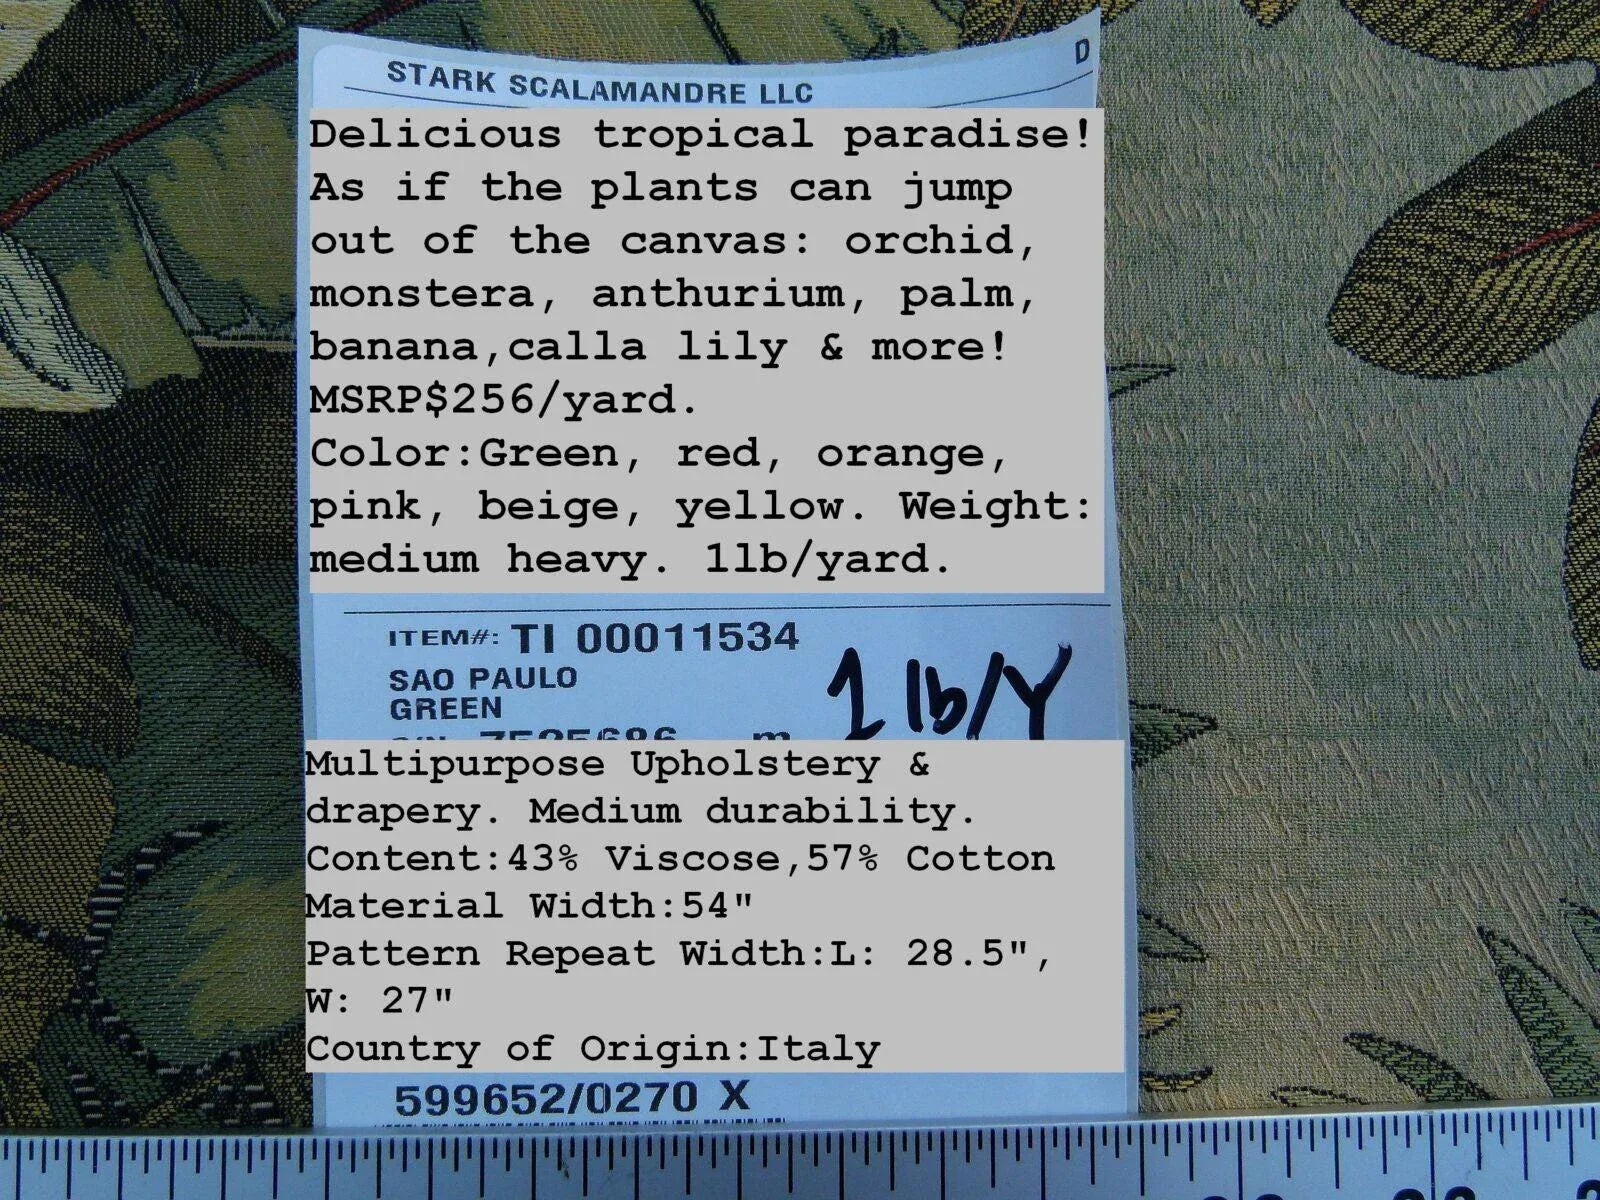 STARK SCALAMANDRE LLC
D
Delicious tropical paradise!
As if the plants can jump
out of the canvas: orchid,
monstera, anthurium, palm,
banana,calla lily & more!
MSRP$256/yard.
Color:Green, red, orange,
pink, beige, yellow. Weight:
medium heavy. 1lb/yard.
ITEM#: TI 00011534
SAO PAULO
GREEN
1 lb/Y
Multipurpose Upholstery &
drapery. Medium durability.
Content:43% Viscose,57% Cotton
Material Width:54"
Pattern Repeat Width:L: 28.5",
W: 27"
Country of Origin:Italy
599652/0270 X